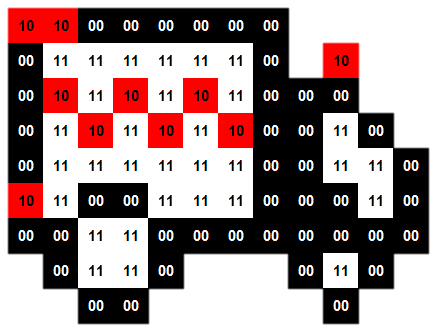 10 10 00 00 00 00 00 00
00 11 11 11 11 11 11 00 10
00 10 11 10 11 10 11 00 00 00
00 11 10 11 10 11 10 00 00 11 00
00 11 11 11 11 11 11 00 00 11 11 00
10 11 00 00 11 11 11 00 00 00 11 00
00 00 11 11 00 00 00 00 00 00 00 00
00 11 11 00 00 11 00
00 00 00